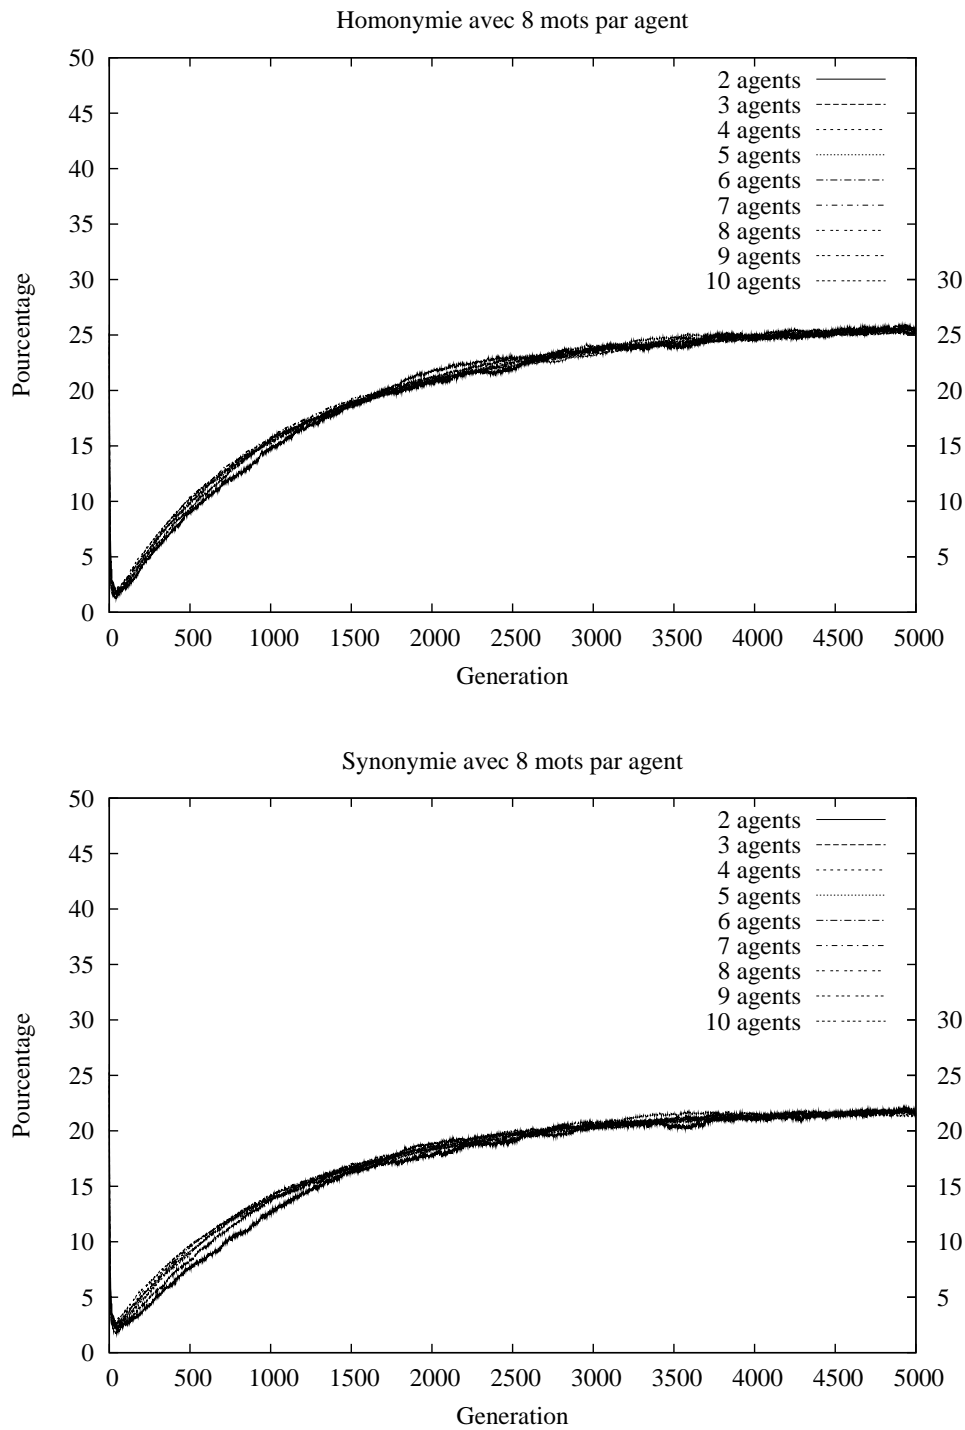 Homonymie avec 8 mots par agent
50
45
40
35
30
25
20
15
10
5
0
Pourcentage
2 agents
3 agents
4 agents
5 agents
6 agents
7 agents
8 agents
9 agents
10 agents
30
25
20
15
10
5
0 500 1000 1500 2000 2500 3000 3500 4000 4500 5000
Generation
Synonymie avec 8 mots par agent
50
45
40
35
30
25
20
15
10
5
0
Pourcentage
2 agents
3 agents
4 agents
5 agents
6 agents
7 agents
8 agents
9 agents
10 agents
30
25
20
15
10
5
0 500 1000 1500 2000 2500 3000 3500 4000 4500 5000
Generation